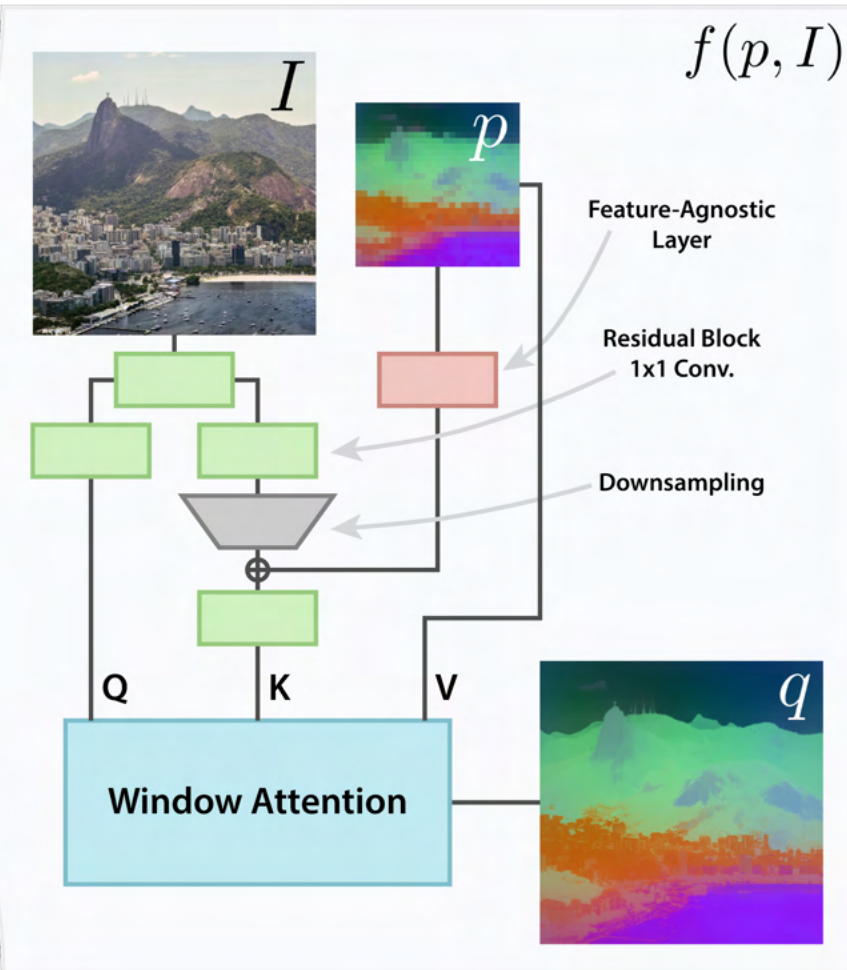 f(p, I)
I
p
Feature-Agnostic
Layer
Residual Block
1x1 Conv.
Downsampling
Q
K
V
q
Window Attention